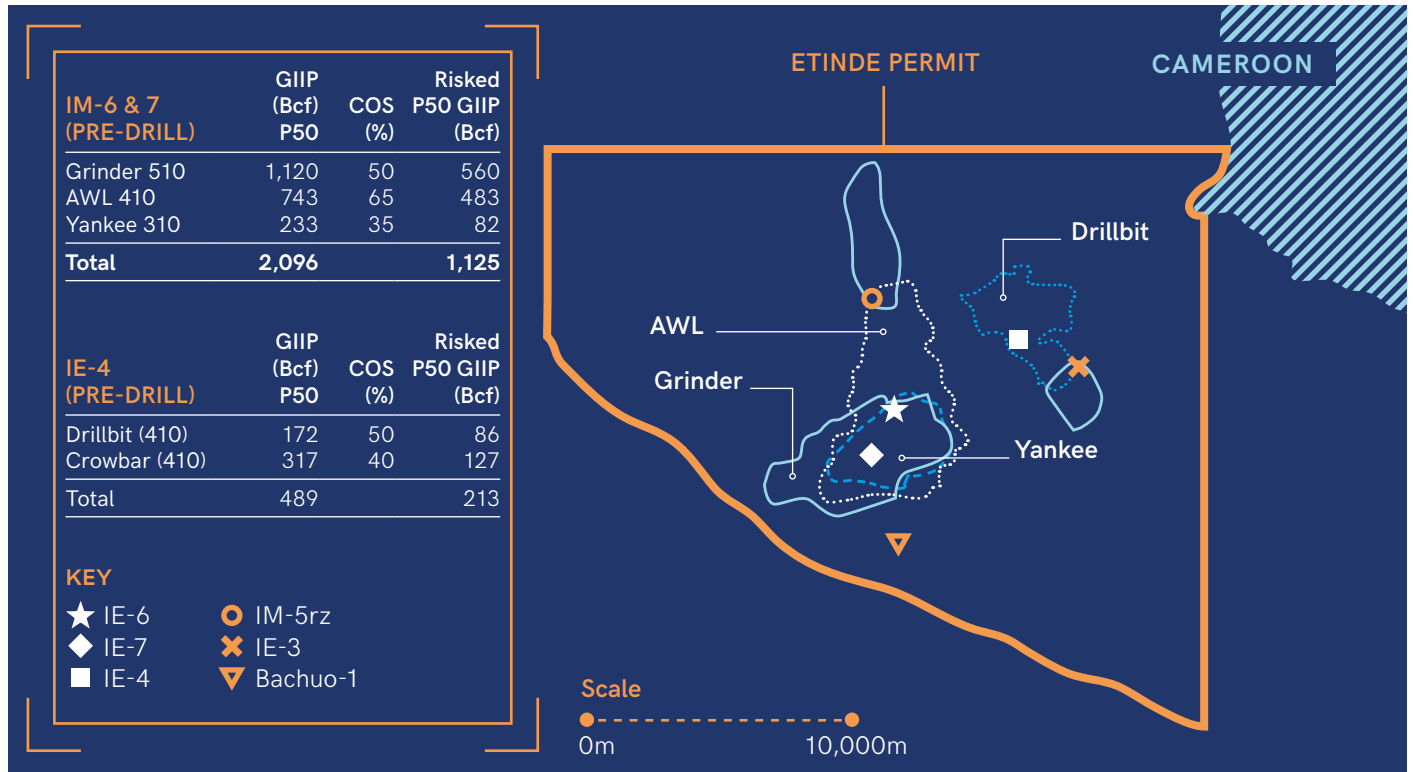 GIIP Risked
IM-6 & 7 (Bcf) COS P50 GIIP
(PRE-DRILL) P50 (%) (Bcf)
Grinder 510 1,120 50 560
AWL 410 743 65 483
Yankee 310 233 35 82
Total 2,096 1,125
GIIP Risked
IE-4 (Bcf) COS P50 GIIP
(PRE-DRILL) P50 (%) (Bcf)
Drillbit (410) 172 50 86
Crowbar (410) 317 40 127
Total 489 213
KEY
IE-6 IM-5rz
IE-7 IE-3
IE-4 Bachuo-1
ETINDE PERMIT
CAMEROON
Drillbit
AWL
Grinder
Yankee
Scale
0m 10,000m